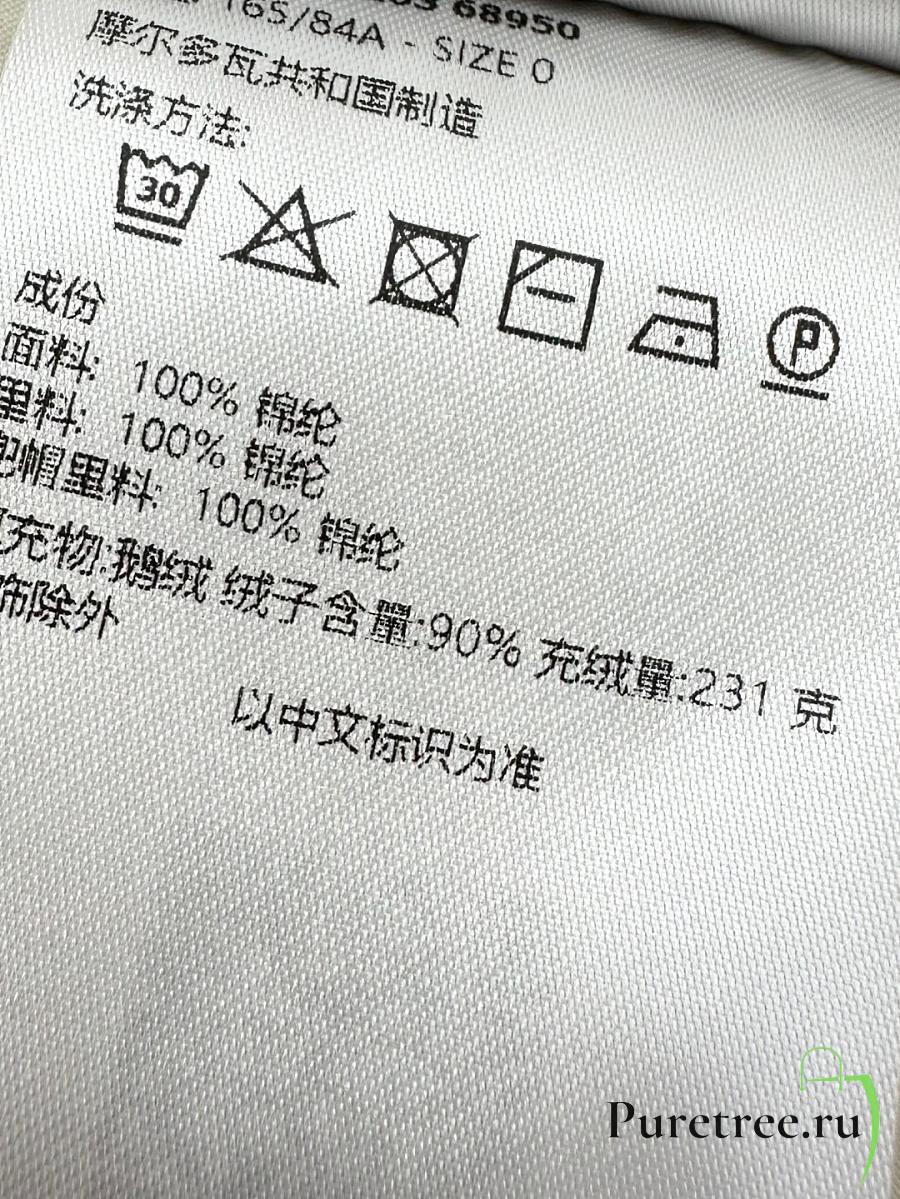 68950
165/84A - SIZE 0
摩尔多瓦共和国制造
洗涤方法:
30
P
成份
面料: 100% 锦纶
里料: 100% 锦纶
帽里料: 100% 锦纶
充物:鹅绒 绒子含量:90% 充绒量:231 克
饰除外
以中文标识为准
Puretree.ru